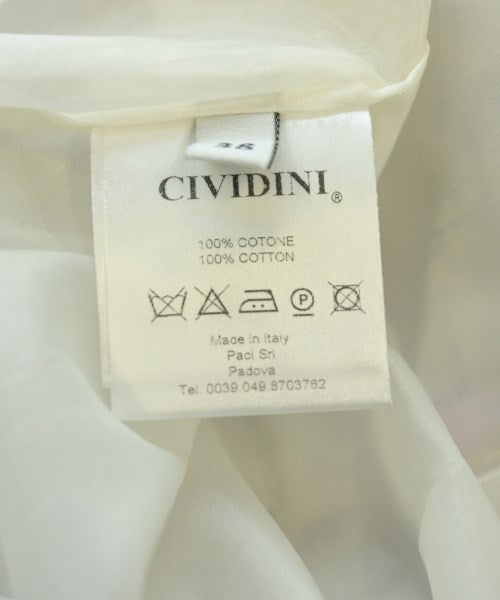 CIVIDINI®
100% COTONE
100% COTTON
P
Made in Italy
Paci Srl
Padova
Tel. 0039.049.8703762